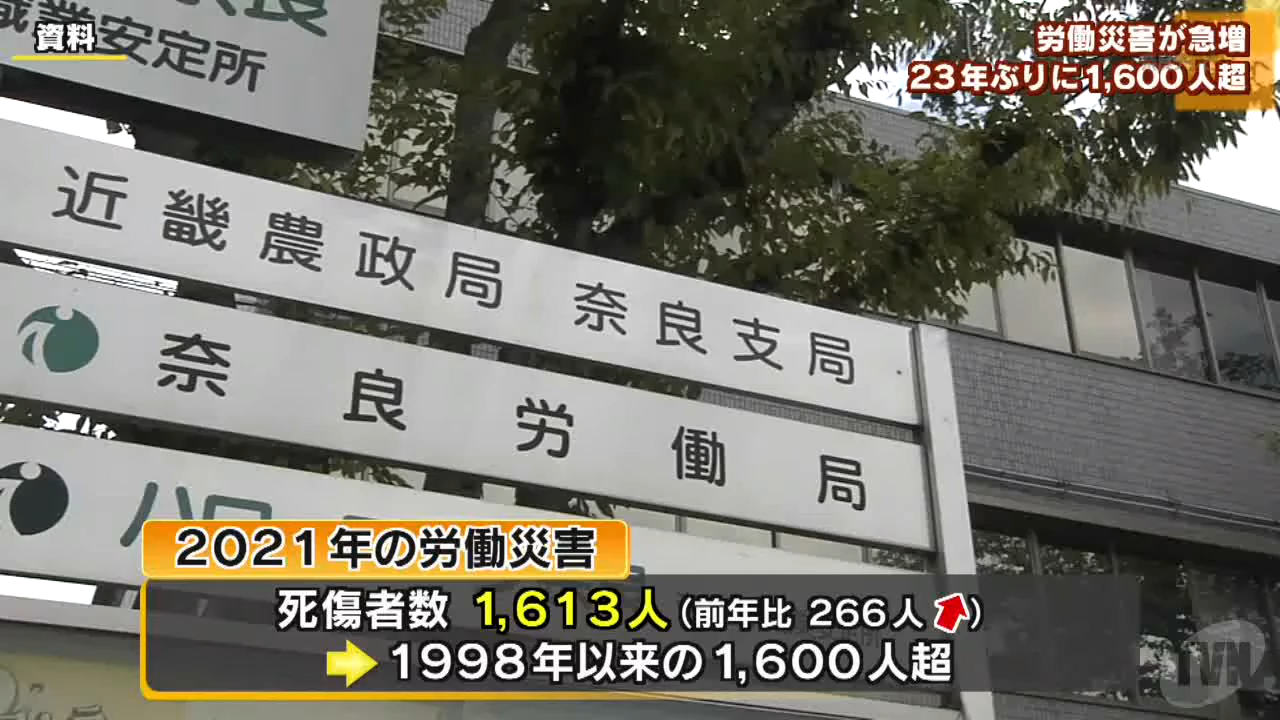 資料
労働災害が急増
23年ぶりに1,600人超
職業安定所
近畿農政局 奈良支局
奈良労働局
ハロー
2021年の労働災害
死傷者数 1,613人(前年比 266人)
1998年以来の1,600人超
TVN